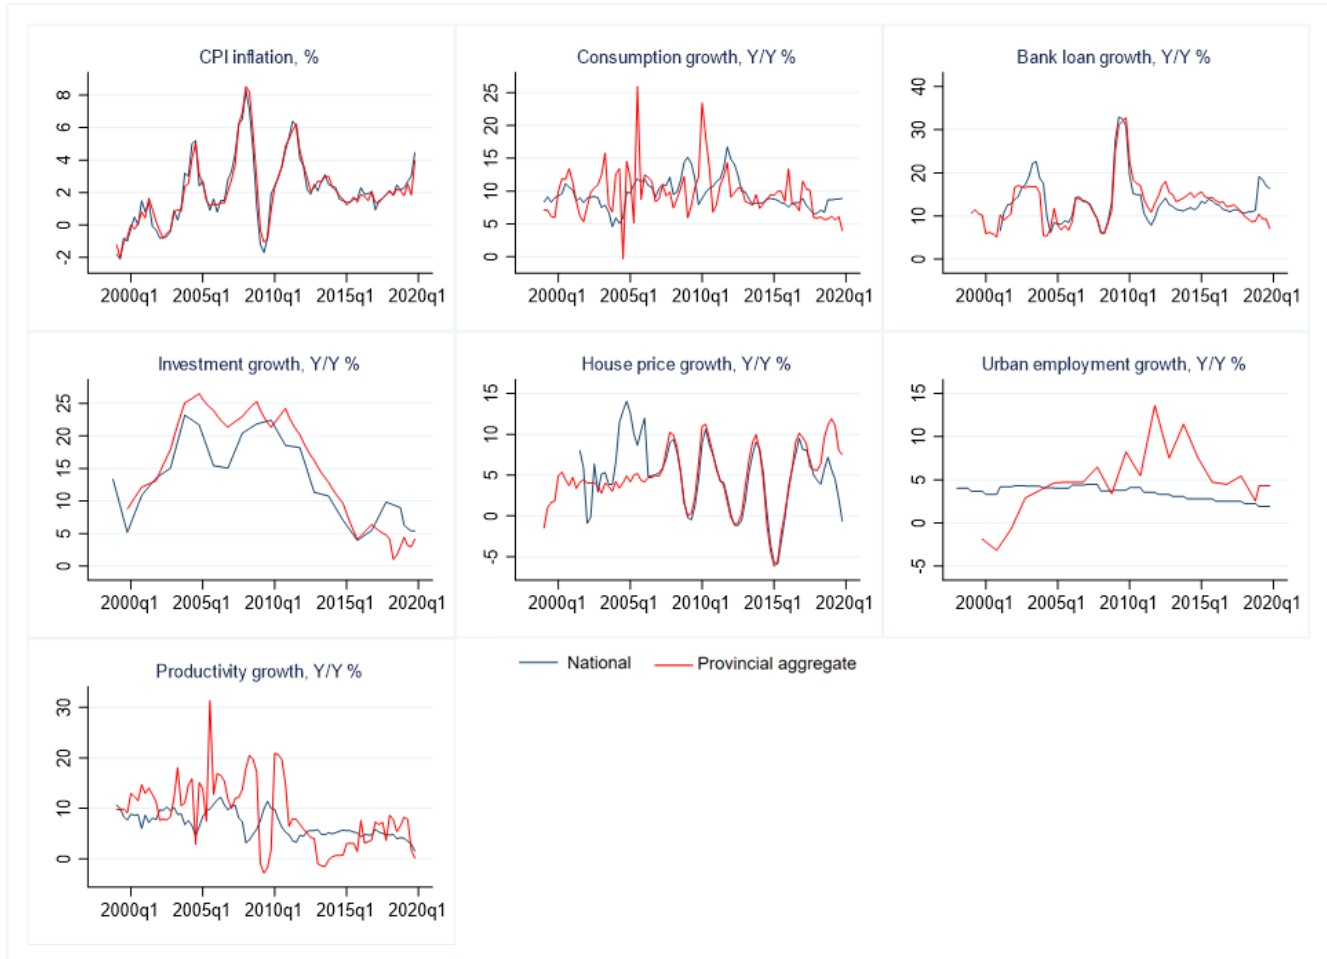 CPI inflation, %
8
6
4
2
0
-2
2000q1 2005q1 2010q1 2015q1 2020q1
Consumption growth, Y/Y %
25
20
15
10
5
0
2000q1 2005q1 2010q1 2015q1 2020q1
Bank loan growth, Y/Y %
40
30
20
10
0
2000q1 2005q1 2010q1 2015q1 2020q1
Investment growth, Y/Y %
25
20
15
10
5
0
2000q1 2005q1 2010q1 2015q1 2020q1
House price growth, Y/Y %
15
10
5
0
-5
2000q1 2005q1 2010q1 2015q1 2020q1
Urban employment growth, Y/Y %
15
10
5
0
-5
2000q1 2005q1 2010q1 2015q1 2020q1
Productivity growth, Y/Y %
30
20
10
0
2000q1 2005q1 2010q1 2015q1 2020q1
National Provincial aggregate